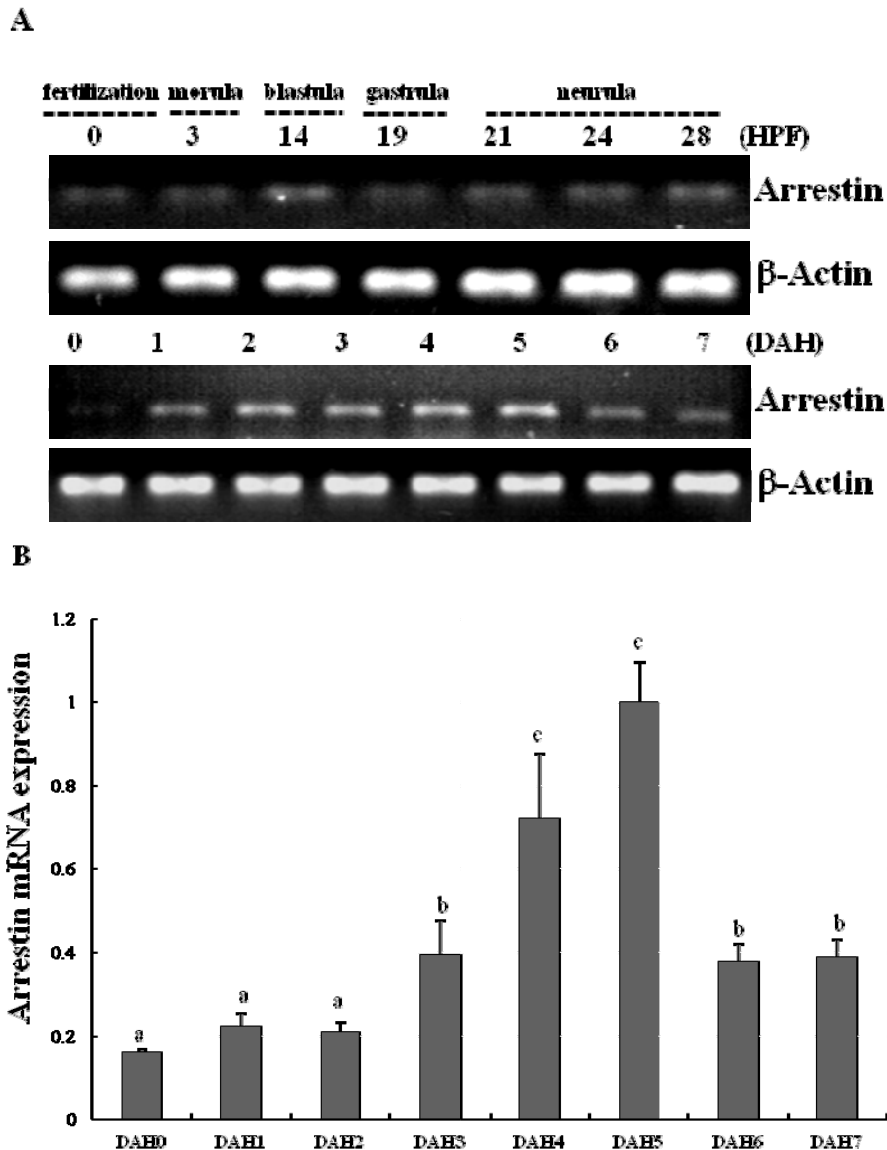 A
fertilization morula blastula gastrula neurula
0 3 14 19 21 24 28 (HPF)
Arrestin
β-Actin
0 1 2 3 4 5 6 7 (DAH)
Arrestin
β-Actin
B
Arrestin mRNA expression
1.2
1
0.8
0.6
0.4
0.2
0
a
a
a
b
c
c
b
b
DAH0 DAH1 DAH2 DAH3 DAH4 DAH5 DAH6 DAH7